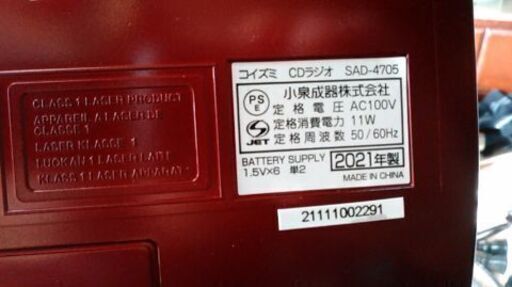 CLASS 1 LASER PRODUCT
APPAREIL A LASER DE
CLASSE 1
LASER KLASSE 1
LUOKAN 1 LASER LAITE
KLASS 1 LASER APPARAT
コイズミ CDラジオ SAD-4705
PS
E
小泉成器株式会社
定格電圧 AC100V
定格消費電力 11W
定格周波数 50/60Hz
JET
BATTERY SUPPLY
1.5V×6 単2
2021年製
MADE IN CHINA
21111002291